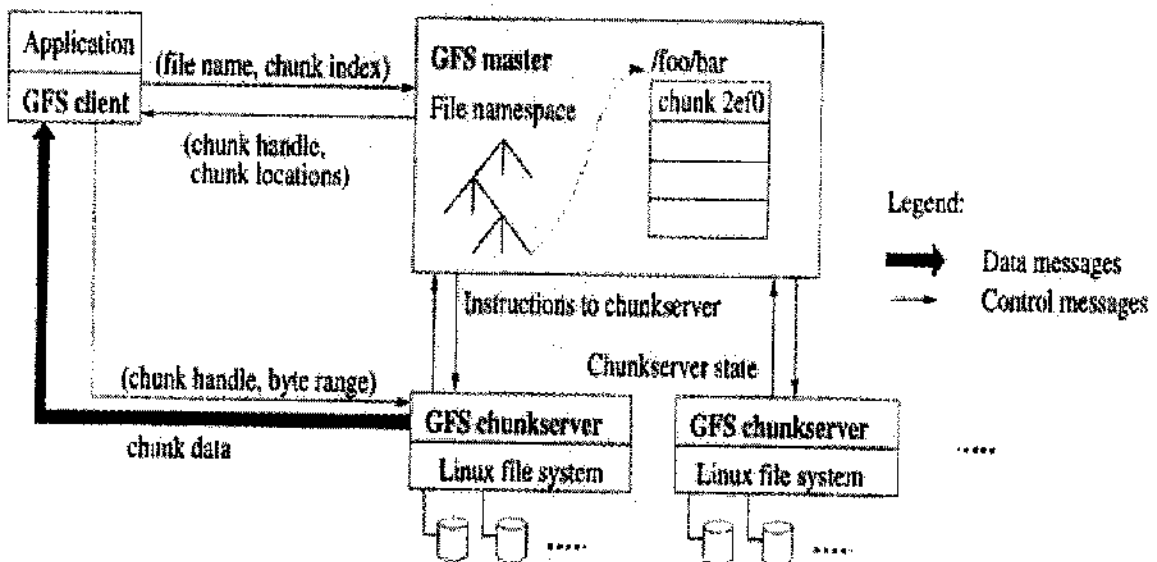 Application
GFS client
(file name, chunk index)
(chunk handle,
chunk locations)
GFS master
File namespace
/foo/bar
chunk 2ef0
Legend:
Data messages
Control messages
Instructions to chunkserver
Chunkserver state
(chunk handle, byte range)
chunk data
GFS chunkserver
Linux file system
GFS chunkserver
Linux file system